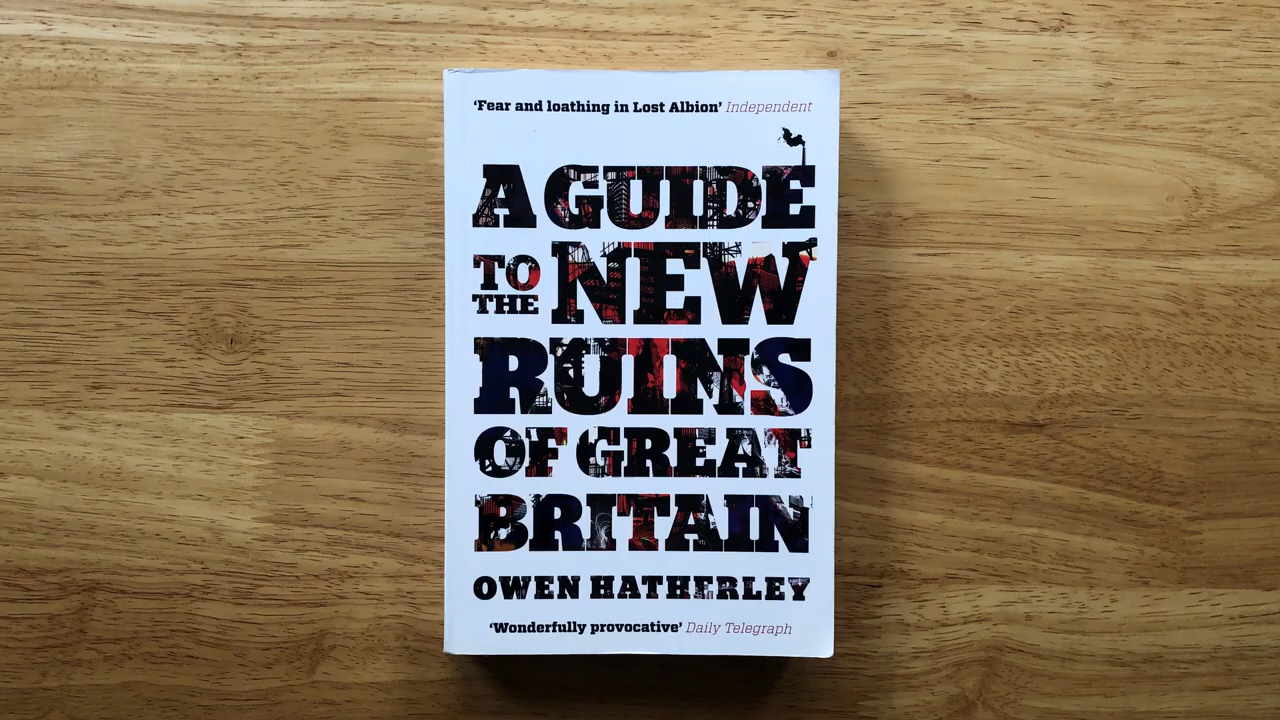 ‘Fear and loathing in Lost Albion’ Independent
A GUIDE
TO THE NEW
RUINS
OF GREAT
BRITAIN
OWEN HATHERLEY
‘Wonderfully provocative’ Daily Telegraph